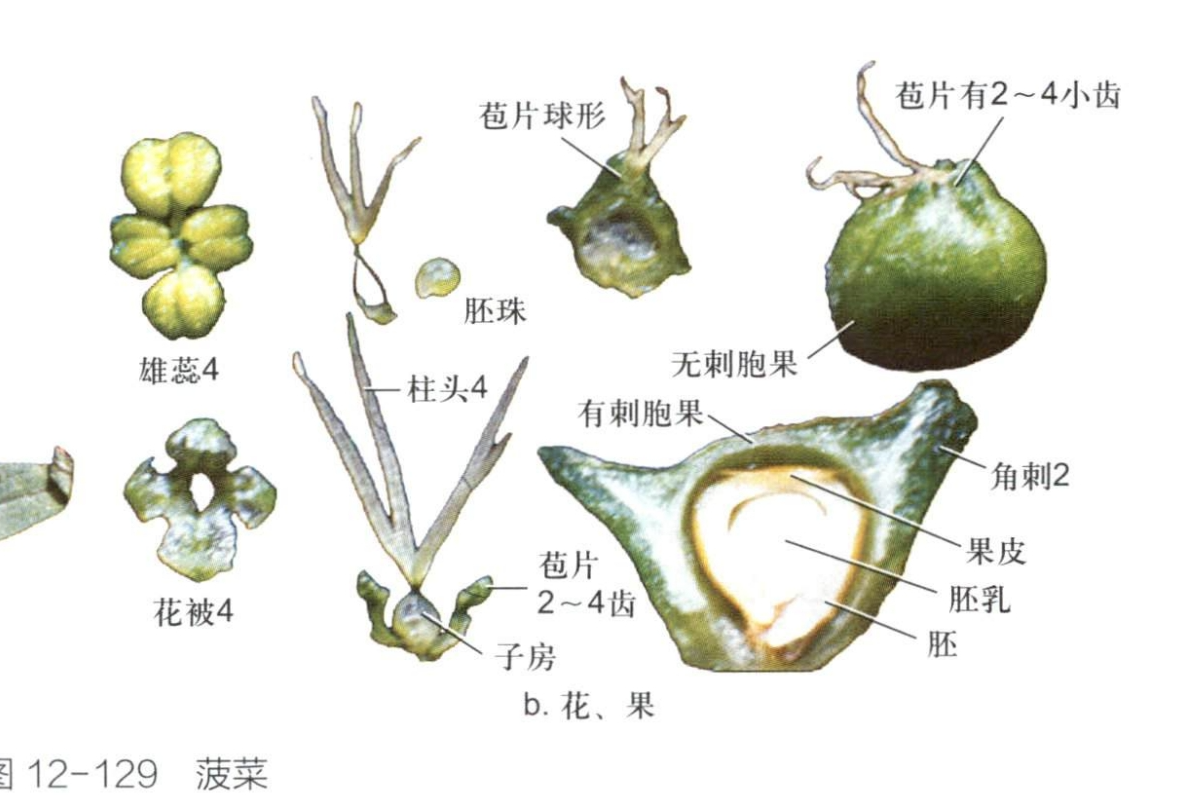 苞片球形
苞片有2～4小齿
胚珠
雄蕊4
无刺胞果
柱头4
有刺胞果
角刺2
果皮
苞片
2～4齿
胚乳
花被4
胚
子房
b. 花、果
图 12-129 菠菜